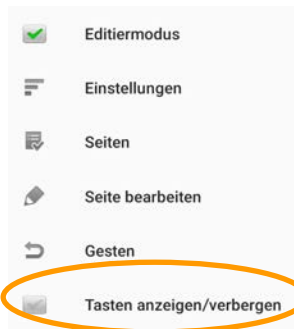 Editiermodus
Einstellungen
Seiten
Seite bearbeiten
Gesten
Tasten anzeigen/verbergen